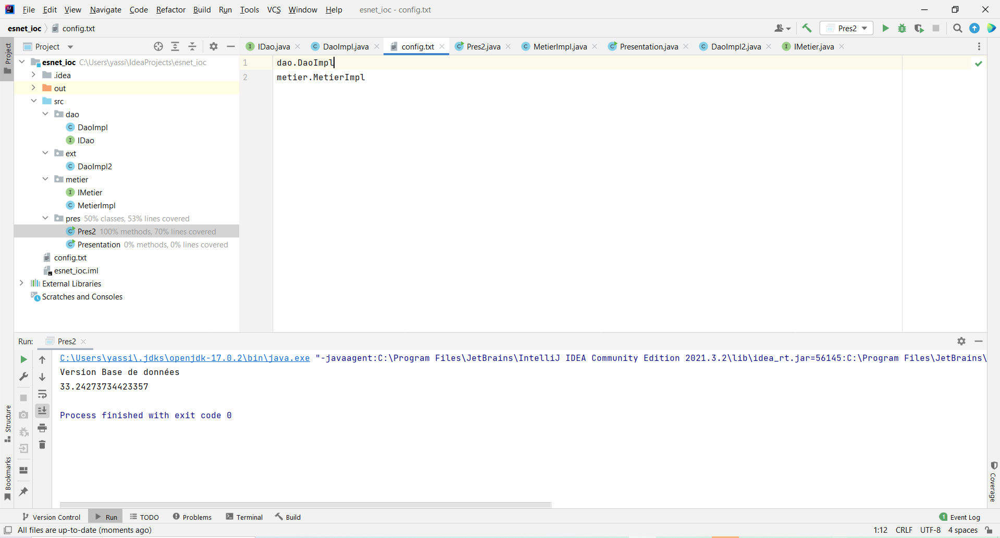 File Edit View Navigate Code Refactor Build Run Tools VCS Window Help esnet_ioc - config.txt
esnet_ioc config.txt Pres2
Project
Project
IDao.java DaoImpl.java config.txt Pres2.java MetierImpl.java Presentation.java DaoImpl2.java IMetier.java
esnet_ioc C:\Users\yassi\IdeaProjects\esnet_ioc
.idea
out
src
dao
DaoImpl
IDao
ext
DaoImpl2
metier
IMetier
MetierImpl
pres 50% classes, 53% lines covered
Pres2 100% methods, 70% lines covered
Presentation 0% methods, 0% lines covered
config.txt
esnet_ioc.iml
External Libraries
Scratches and Consoles
1 dao.DaoImpl
2 metier.MetierImpl
Run: Pres2
C:\Users\yassi\.jdks\openjdk-17.0.2\bin\java.exe "-javaagent:C:\Program Files\JetBrains\IntelliJ IDEA Community Edition 2021.3.2\lib\idea_rt.jar=56145:C:\Program Files\JetBrains\
Version Base de données
33.24273734423357
Process finished with exit code 0
Structure
Bookmarks
Coverage
Version Control Run TODO Problems Terminal Build 1 Event Log
All files are up-to-date (moments ago) 1:12 CRLF UTF-8 4 spaces